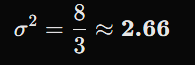 σ² = 8/3 ≈ 2.66